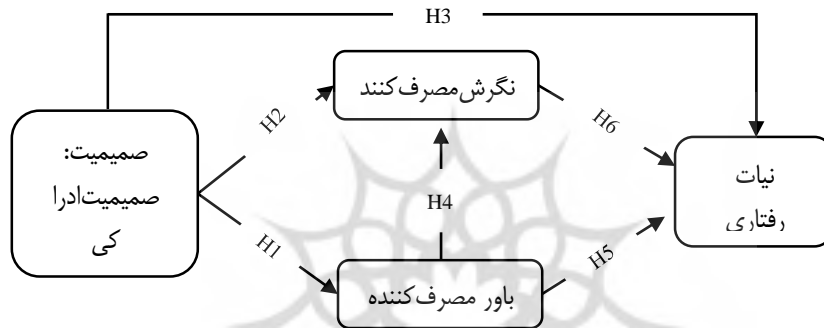 H3
نگرش مصرف‌کنند
H2
H6
صمیمیت:
صمیمیت‌ادرا
کی
نیات
رفتاری
H4
H1
H5
باور مصرف‌کننده